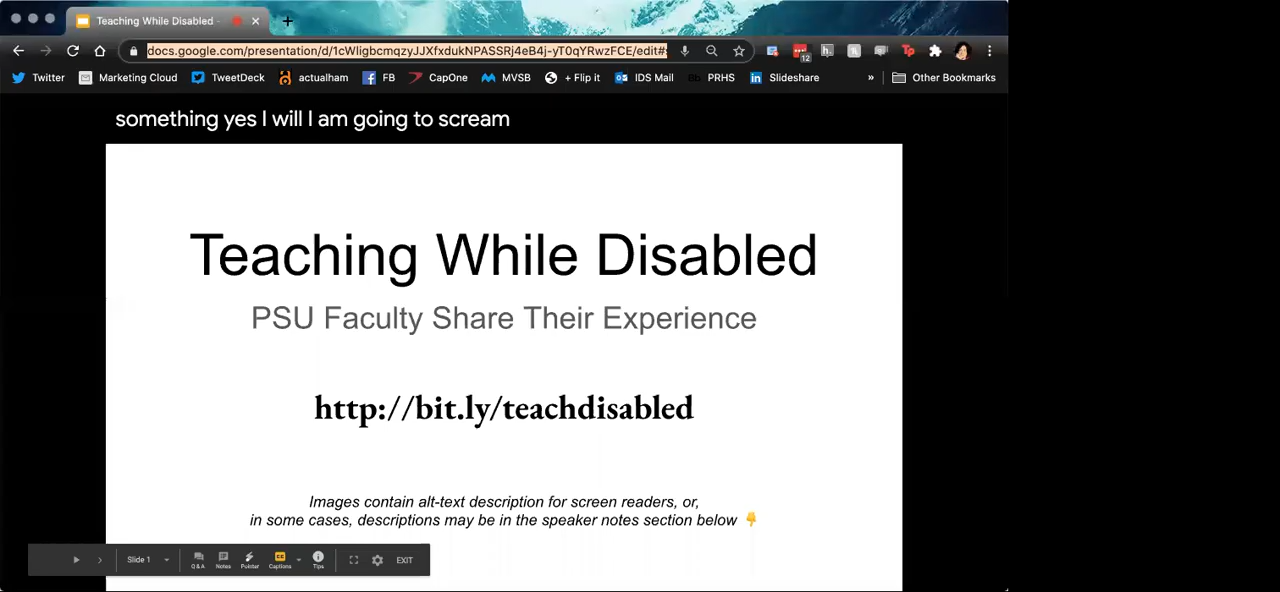 Teaching While Disabled -
docs.google.com/presentation/d/1cWligbcmqzyJJXfxdukNPASSRj4eB4j-yT0qYRwzFCE/edit#
12
Twitter Marketing Cloud TweetDeck actualham FB CapOne MVSB + Flip it IDS Mail Bb PRHS Slideshare » Other Bookmarks
something yes I will I am going to scream
Teaching While Disabled
PSU Faculty Share Their Experience
http://bit.ly/teachdisabled
Images contain alt-text description for screen readers, or,
in some cases, descriptions may be in the speaker notes section below
Slide 1 Q&A Notes Pointer Captions Tips EXIT